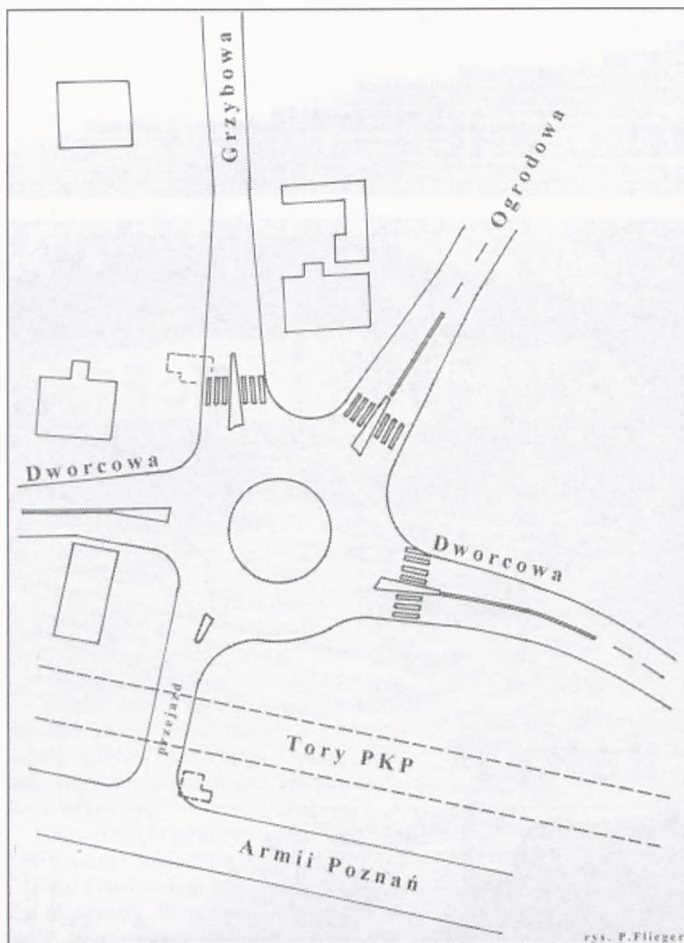 Grzybowa
Ogrodowa
Dworcowa
Dworcowa
przejazd
Tory PKP
Armii Poznań
rys. P.Flieger